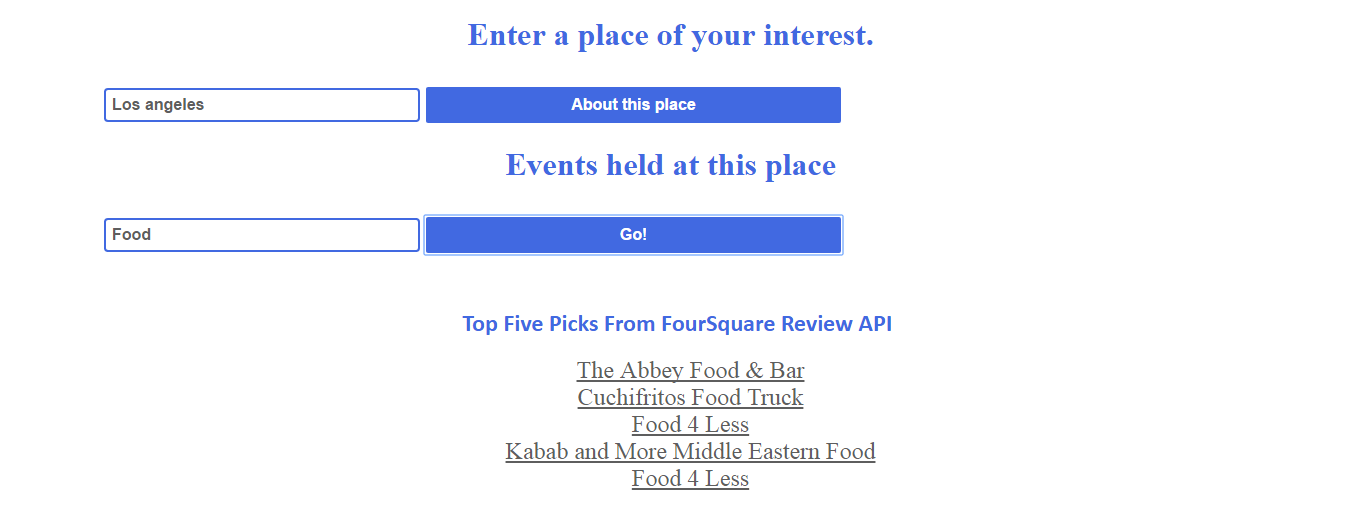 Enter a place of your interest.
Los angeles
About this place
Events held at this place
Food
Go!
Top Five Picks From FourSquare Review API
The Abbey Food & Bar
Cuchifritos Food Truck
Food 4 Less
Kabab and More Middle Eastern Food
Food 4 Less